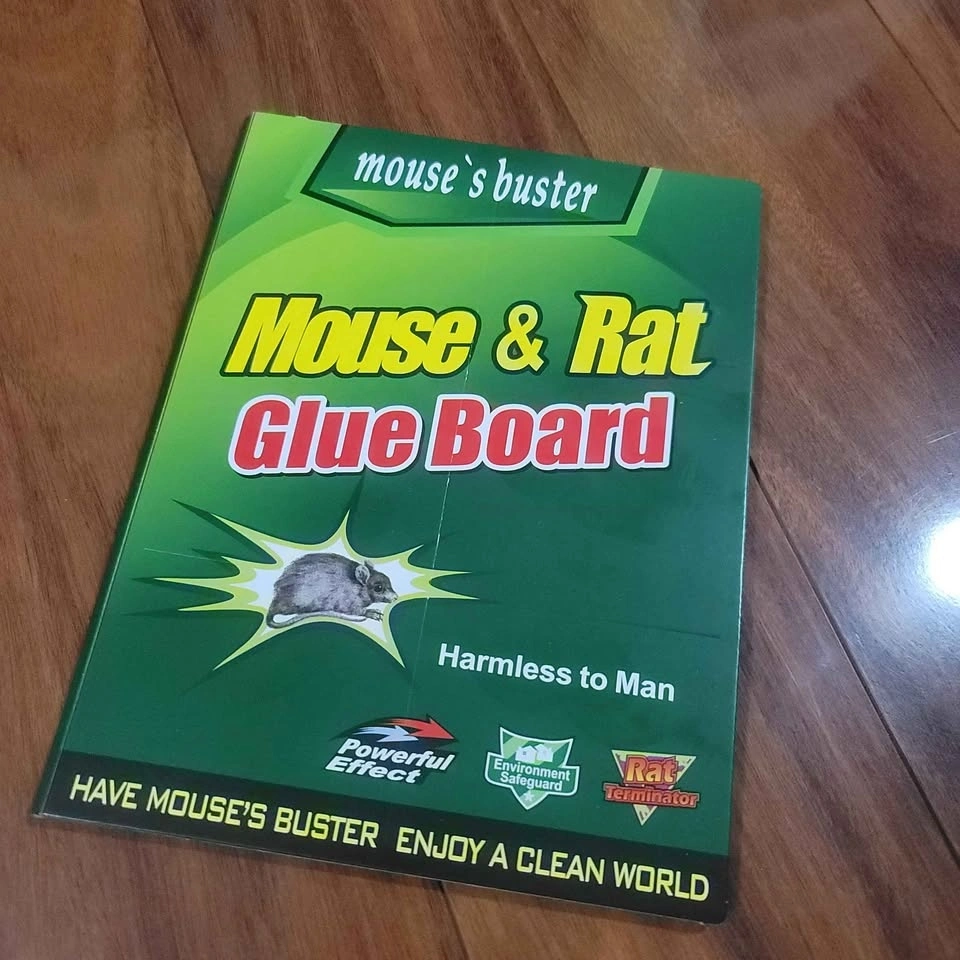 mouse`s buster
Mouse & Rat
Glue Board
Harmless to Man
Powerful
Effect
Environment
Safeguard
Rat
Terminator
HAVE MOUSE'S BUSTER ENJOY A CLEAN WORLD